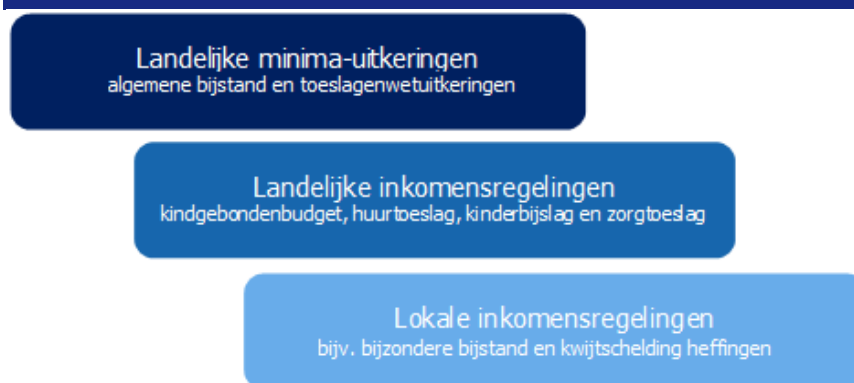 Landelijke minima-uitkeringen
algemene bijstand en toeslagenwetuitkeringen
Landelijke inkomensregelingen
kindgebondenbudget, huurtoeslag, kinderbijslag en zorgtoeslag
Lokale inkomensregelingen
bijv. bijzondere bijstand en kwijtschelding heffingen